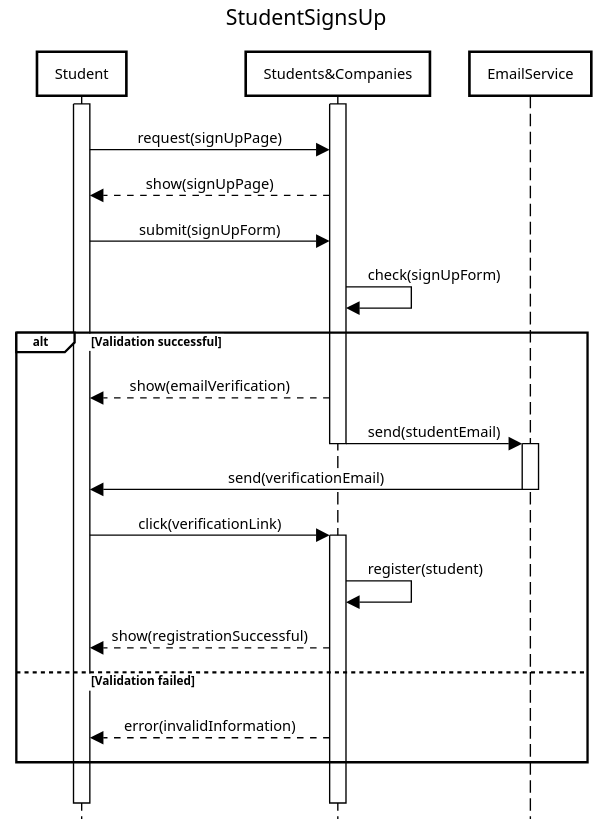 StudentSignsUp
Student
Students&Companies
EmailService
request(signUpPage)
show(signUpPage)
submit(signUpForm)
check(signUpForm)
alt
[Validation successful]
show(emailVerification)
send(studentEmail)
send(verificationEmail)
click(verificationLink)
register(student)
show(registrationSuccessful)
[Validation failed]
error(invalidInformation)